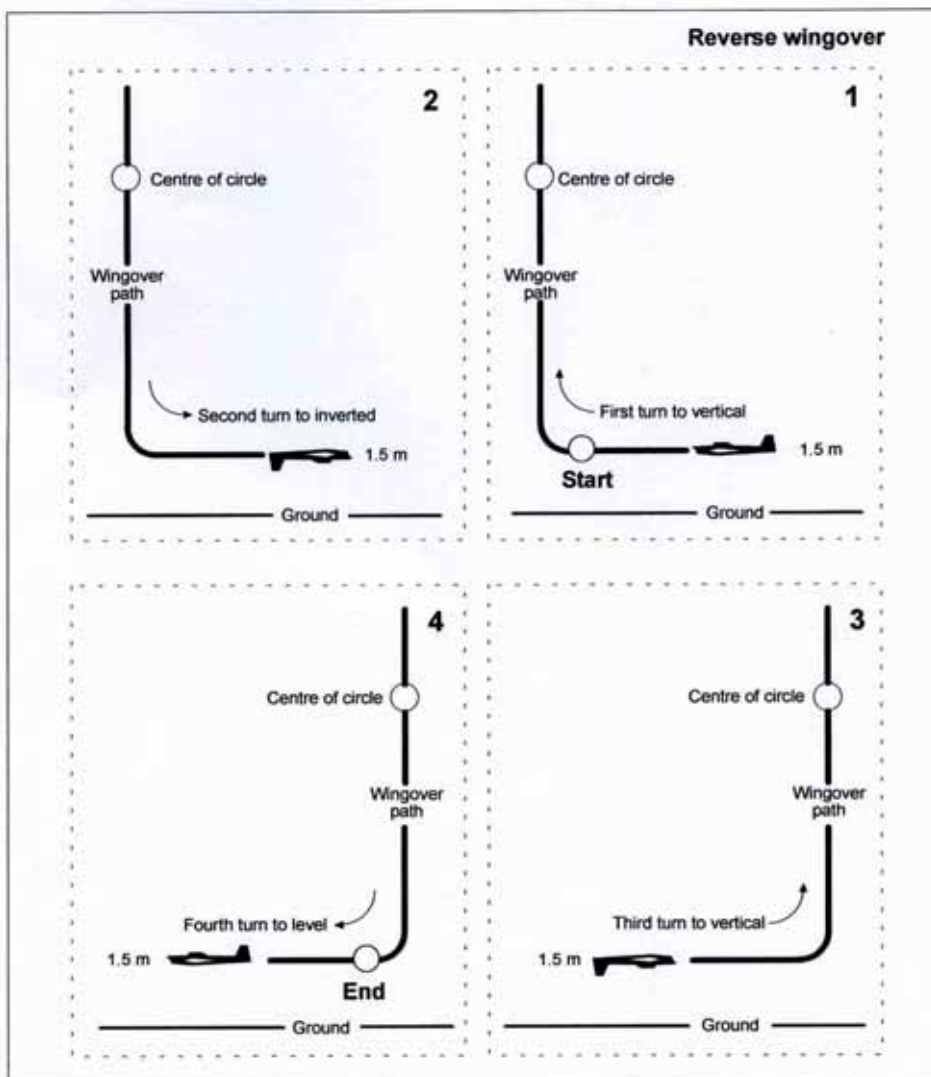 Reverse wingover
2
Centre of circle
Wingover
path
Second turn to inverted
1.5 m
Ground
1
Centre of circle
Wingover
path
First turn to vertical
1.5 m
Start
Ground
4
Centre of circle
Wingover
path
Fourth turn to level
1.5 m
End
Ground
3
Centre of circle
Wingover
path
Third turn to vertical
1.5 m
Ground